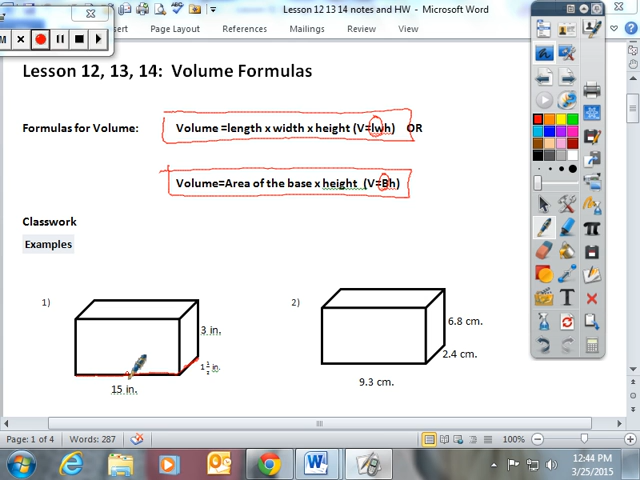 Lesson 12 13 14 notes and HW - Microsoft Word
Insert Page Layout References Mailings Review View
Lesson 12, 13, 14: Volume Formulas
Formulas for Volume: Volume =length x width x height (V=lwh) OR
Volume=Area of the base x height (V=Bh)
Classwork
Examples
1) 2)
3 in. 6.8 cm.
1 1/2 in. 2.4 cm.
15 in. 9.3 cm.
Page: 1 of 4 Words: 287 100%
12:44 PM
3/25/2015